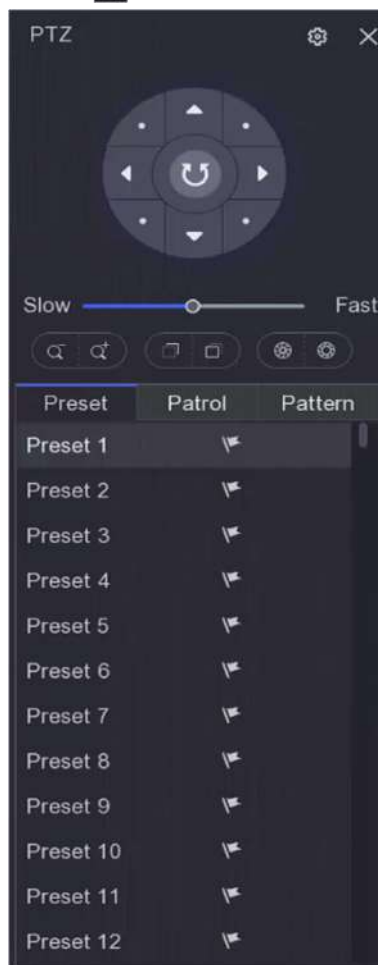 PTZ
Slow Fast
Preset Patrol Pattern
Preset 1
Preset 2
Preset 3
Preset 4
Preset 5
Preset 6
Preset 7
Preset 8
Preset 9
Preset 10
Preset 11
Preset 12